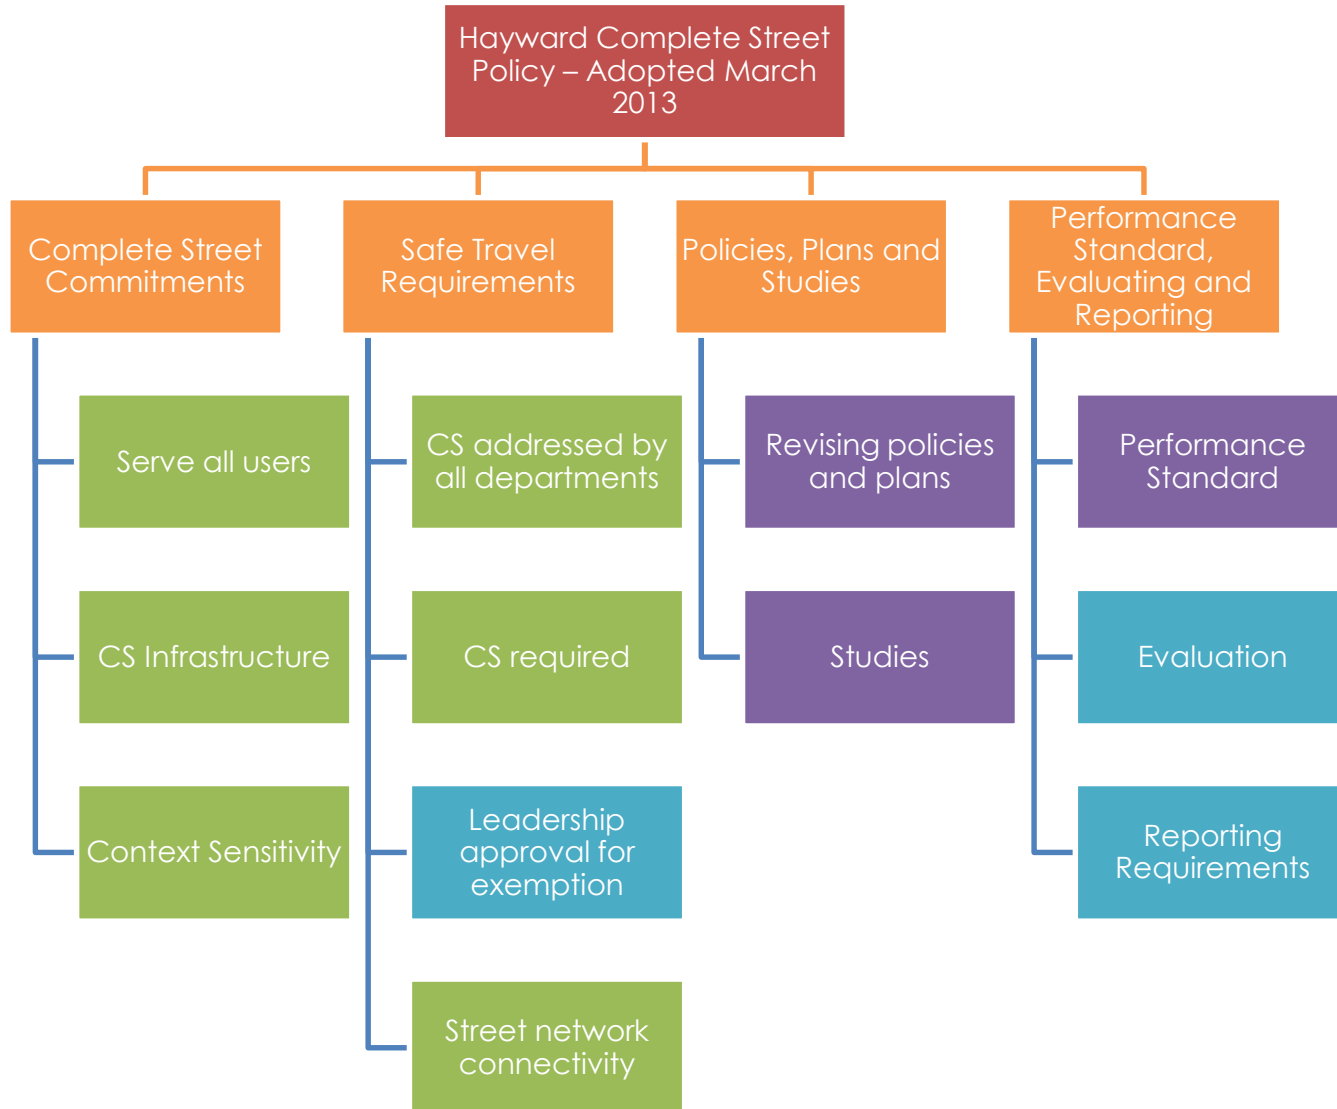 Hayward Complete Street
Policy – Adopted March
2013
Complete Street
Commitments
Safe Travel
Requirements
Policies, Plans and
Studies
Performance
Standard,
Evaluating and
Reporting
Serve all users
CS Infrastructure
Context Sensitivity
CS addressed by
all departments
CS required
Leadership
approval for
exemption
Street network
connectivity
Revising policies
and plans
Studies
Performance
Standard
Evaluation
Reporting
Requirements